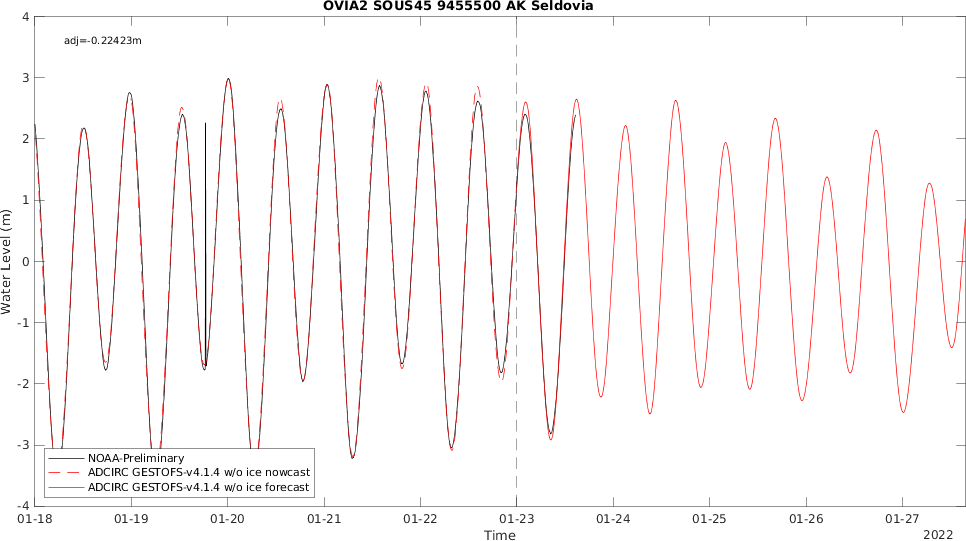 OVIA2 SOUS45 9455500 AK Seldovia
adj=-0.22423m
4
3
2
1
0
-1
-2
-3
-4
Water Level (m)
NOAA-Preliminary
ADCIRC GESTOFS-v4.1.4 w/o ice nowcast
ADCIRC GESTOFS-v4.1.4 w/o ice forecast
01-18 01-19 01-20 01-21 01-22 01-23 01-24 01-25 01-26 01-27
Time
2022